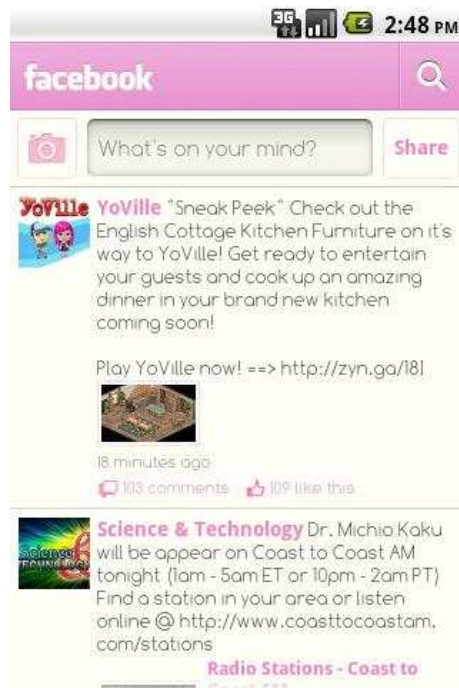 3G 2:48 PM
facebook
What's on your mind? Share
YoVille
YoVille *Sneak Peek* Check out the
English Cottage Kitchen Furniture on it's
way to YoVille! Get ready to entertain
your guests and cook up an amazing
dinner in your brand new kitchen
coming soon!
Play YoVille now! ==> http://zyn.ga/18I
18 minutes ago
103 comments 109 like this
Science & Technology Dr. Michio Kaku
will be appear on Coast to Coast AM
tonight (1am - 5am ET or 10pm - 2am PT)
Find a station in your area or listen
online @ http://www.coasttocoastam.
com/stations
Radio Stations - Coast to